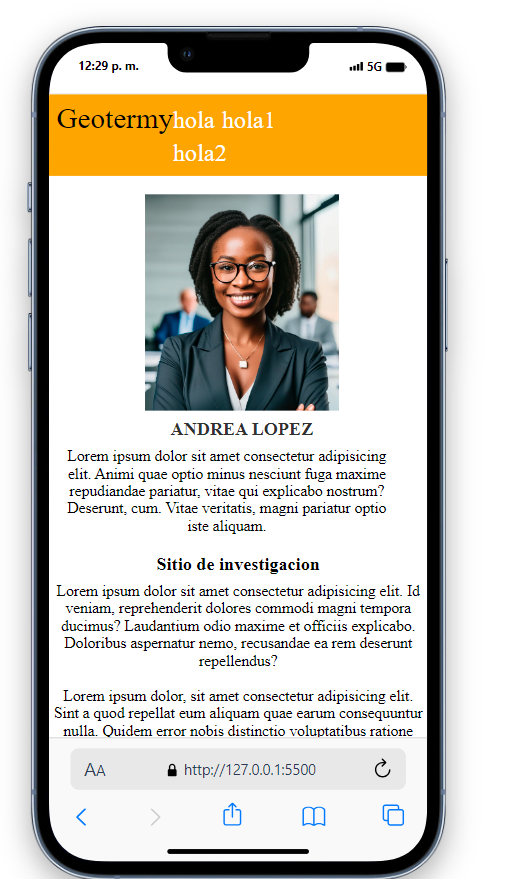 12:29 p. m. 5G
Geotermy hola hola1
hola2
ANDREA LOPEZ
Lorem ipsum dolor sit amet consectetur adipisicing
elit. Animi quae optio minus nesciunt fuga maxime
repudiandae pariatur, vitae qui explicabo nostrum?
Deserunt, cum. Vitae veritatis, magni pariatur optio
iste aliquam.
Sitio de investigacion
Lorem ipsum dolor sit amet consectetur adipisicing elit. Id
veniam, reprehenderit dolores commodi magni tempora
ducimus? Laudantium odio maxime et officiis explicabo.
Doloribus aspernatur nemo, recusandae ea rem deserunt
repellendus?
Lorem ipsum dolor, sit amet consectetur adipisicing elit.
Sint a quod repellat eum aliquam quae earum consequuntur
nulla. Quidem error nobis distinctio voluptatibus ratione
AA http://127.0.0.1:5500